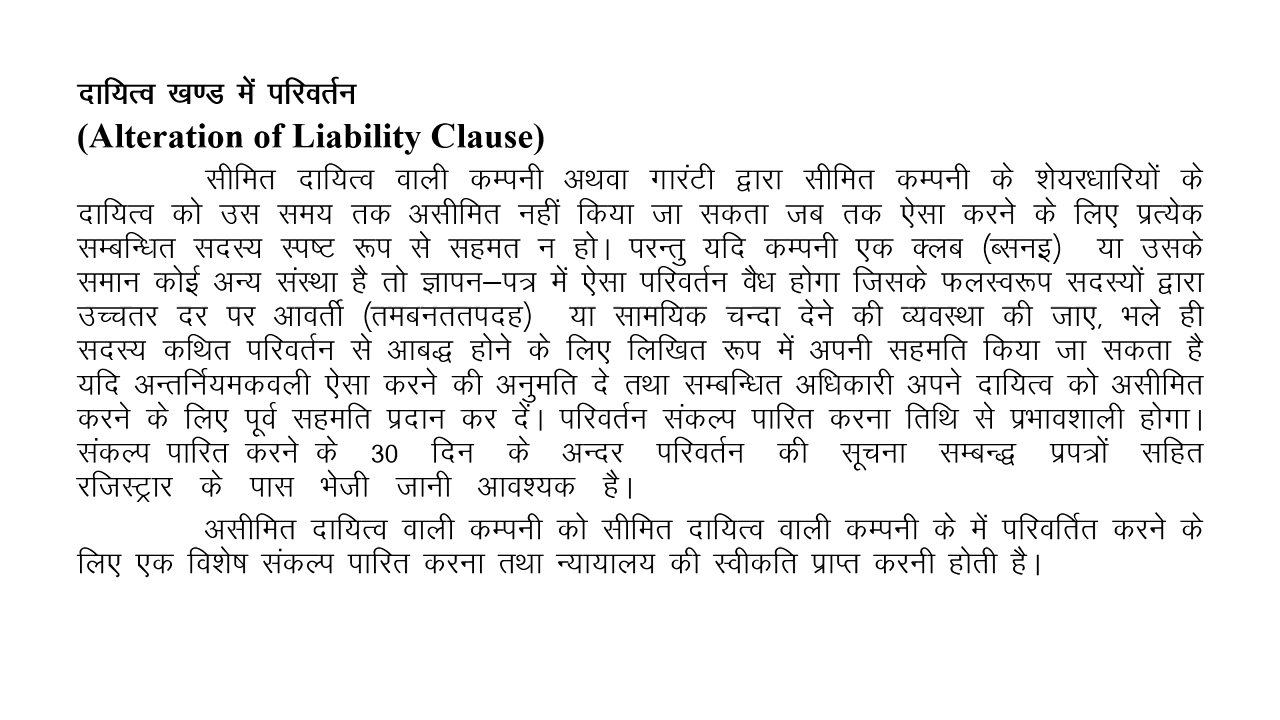 दायित्व खण्ड में परिवर्तन
(Alteration of Liability Clause)
सीमित दायित्व वाली कम्पनी अथवा गारंटी द्वारा सीमित कम्पनी के शेयरधारियों के
दायित्व को उस समय तक असीमित नहीं किया जा सकता जब तक ऐसा करने के लिए प्रत्येक
सम्बन्धित सदस्य स्पष्ट रूप से सहमत न हो। परन्तु यदि कम्पनी एक क्लब (ब्सनइ) या उसके
समान कोई अन्य संस्था है तो ज्ञापन–पत्र में ऐसा परिवर्तन वैध होगा जिसके फलस्वरूप सदस्यों द्वारा
उच्चतर दर पर आवर्ती (तमबनततपदह) या सामयिक चन्दा देने की व्यवस्था की जाए, भले ही
सदस्य कथित परिवर्तन से आबद्ध होने के लिए लिखित रूप में अपनी सहमति किया जा सकता है
यदि अन्तर्नियमकवली ऐसा करने की अनुमति दे तथा सम्बन्धित अधिकारी अपने दायित्व को असीमित
करने के लिए पूर्व सहमति प्रदान कर दें। परिवर्तन संकल्प पारित करना तिथि से प्रभावशाली होगा।
संकल्प पारित करने के 30 दिन के अन्दर परिवर्तन की सूचना सम्बन्द्ध प्रपत्रों सहित
रजिस्ट्रार के पास भेजी जानी आवश्यक है।
असीमित दायित्व वाली कम्पनी को सीमित दायित्व वाली कम्पनी के में परिवर्तित करने के
लिए एक विशेष संकल्प पारित करना तथा न्यायालय की स्वीकति प्राप्त करनी होती है।